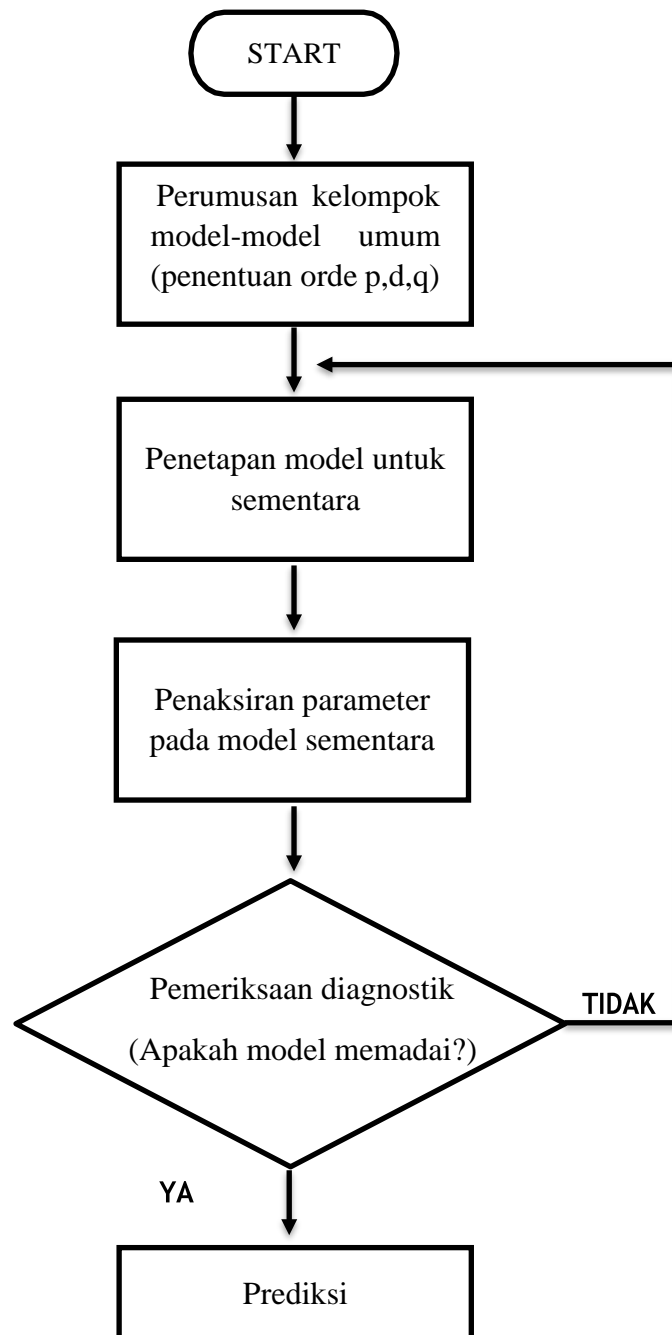 START
Perumusan kelompok
model-model umum
(penentuan orde p,d,q)
Penetapan model untuk
sementara
Penaksiran parameter
pada model sementara
Pemeriksaan diagnostik
(Apakah model memadai?)
TIDAK
YA
Prediksi